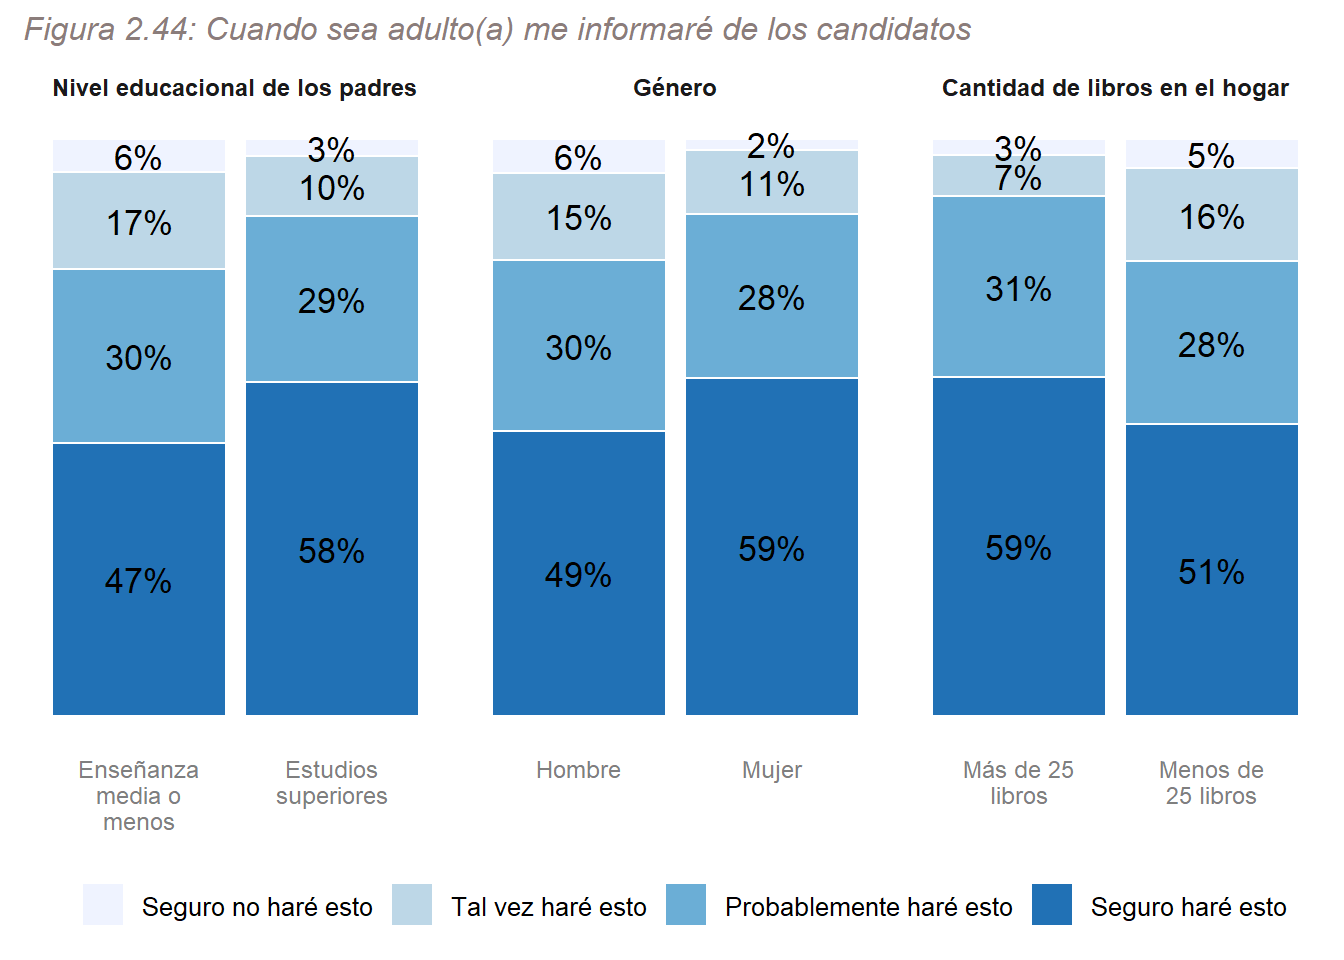 Figura 2.44: Cuando sea adulto(a) me informaré de los candidatos
Nivel educacional de los padres
6%
3%
17%
10%
30%
29%
47%
58%
Enseñanza
media o
menos
Estudios
superiores
Género
6%
2%
15%
11%
30%
28%
49%
59%
Hombre
Mujer
Cantidad de libros en el hogar
3%
5%
7%
16%
31%
28%
59%
51%
Más de 25
libros
Menos de
25 libros
Seguro no haré esto
Tal vez haré esto
Probablemente haré esto
Seguro haré esto